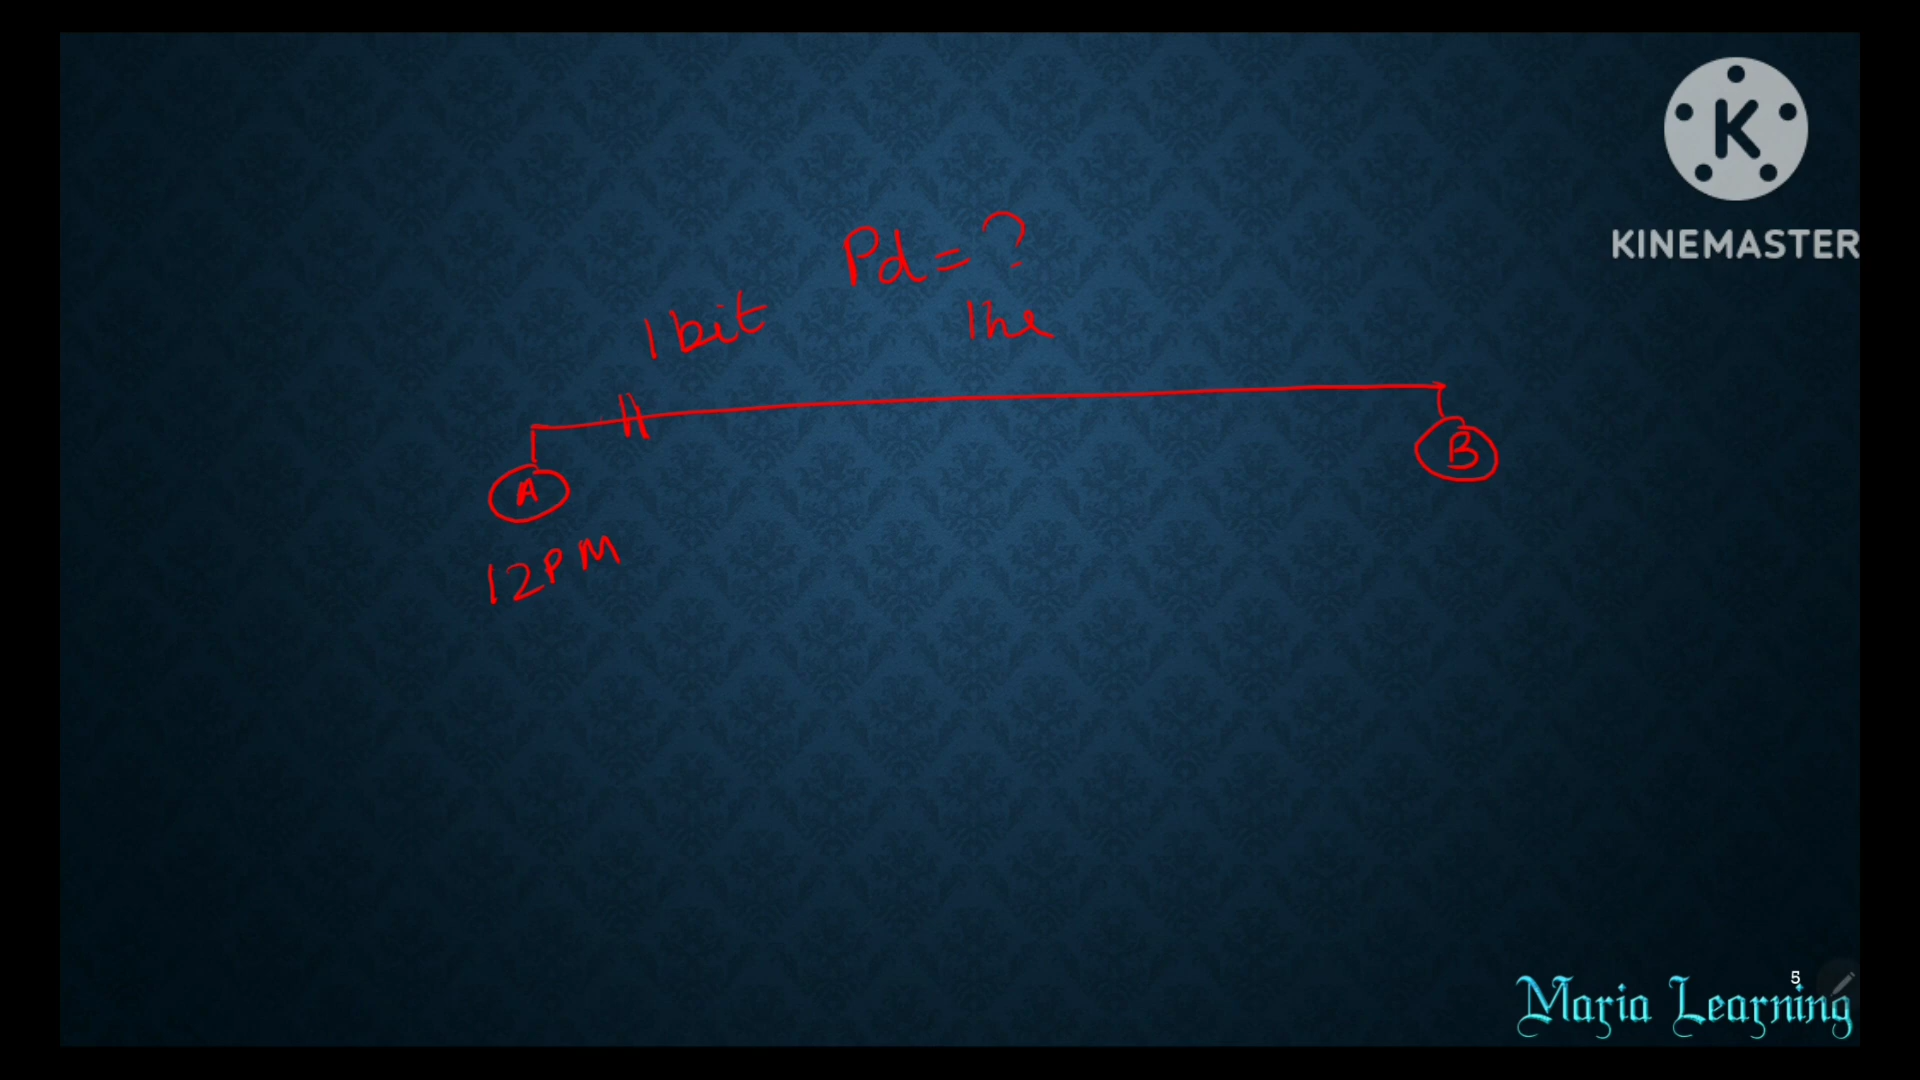 K
KINEMASTER
Pd = ?
1 bit
1hr
A
B
12PM
5
Maria Learning